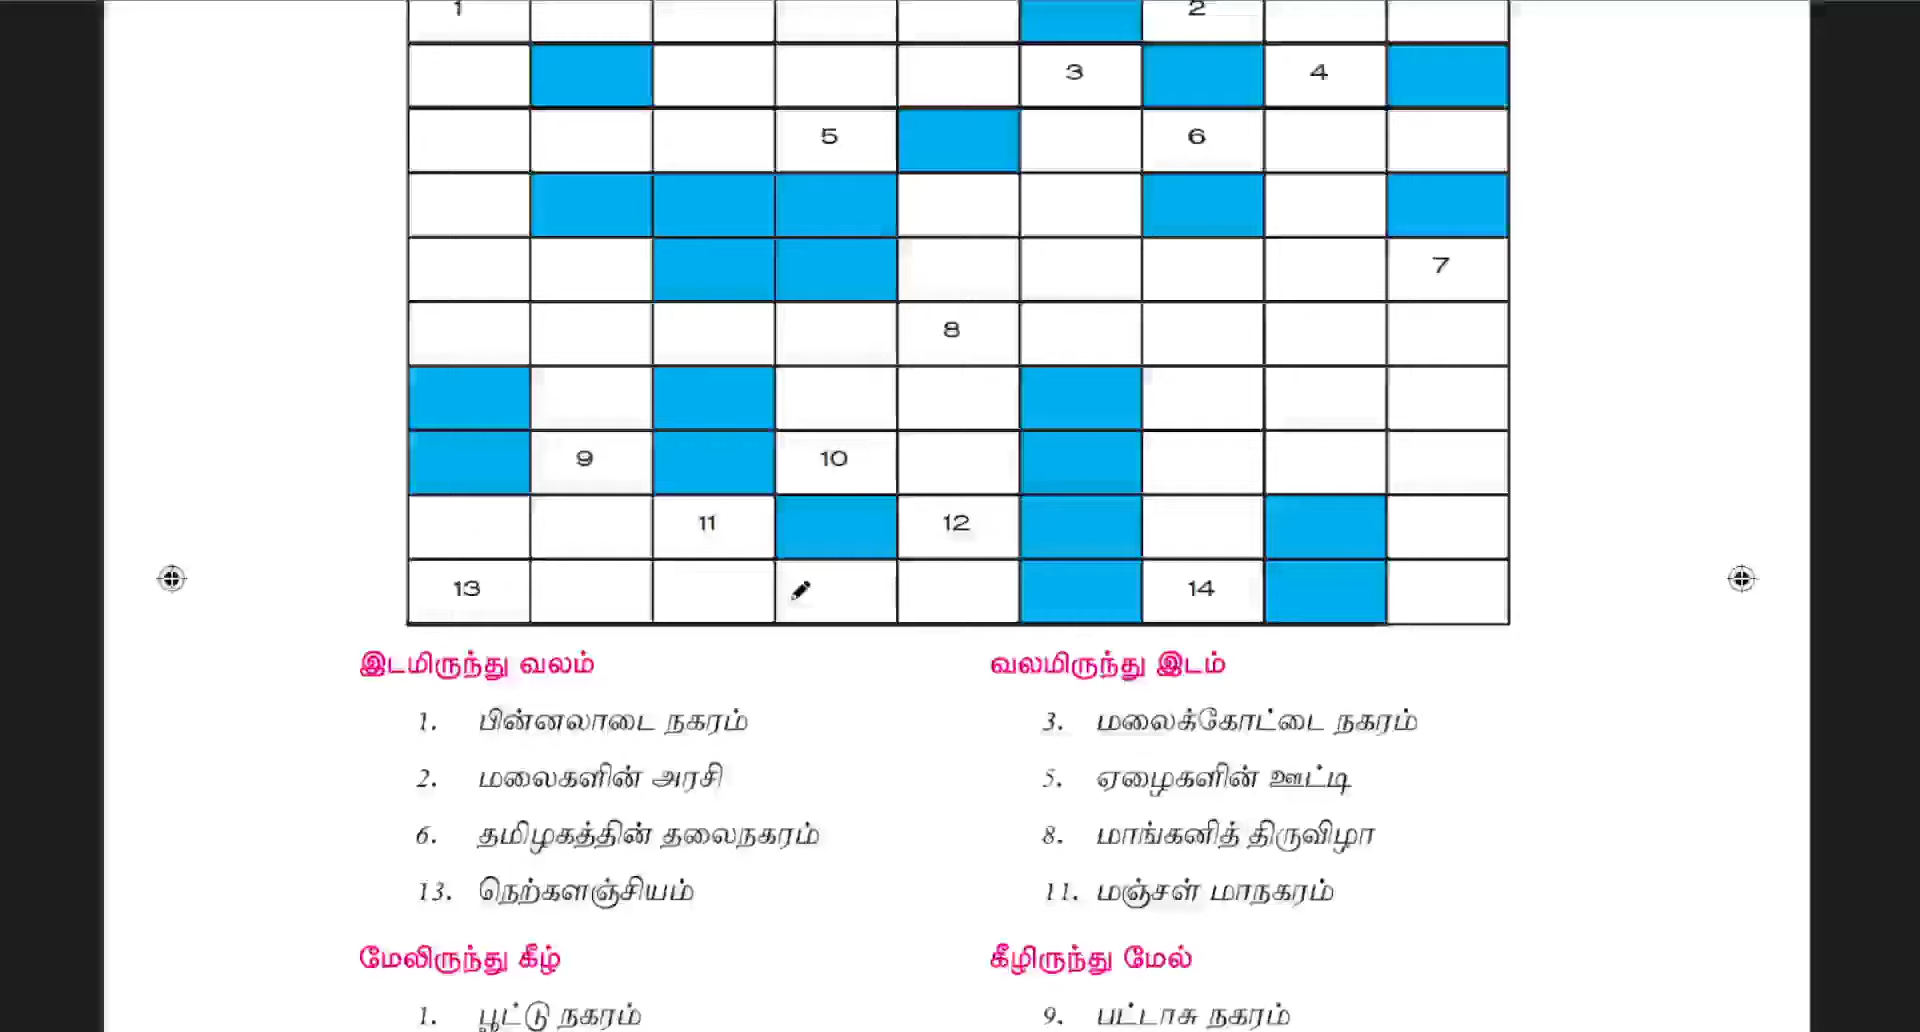 1 2
3 4
5 6
7
8
9 10
11 12
13 14
இடமிருந்து வலம்
1. பின்னலாடை நகரம்
2. மலைகளின் அரசி
6. தமிழகத்தின் தலைநகரம்
13. நெற்களஞ்சியம்
வலமிருந்து இடம்
3. மலைக்கோட்டை நகரம்
5. ஏழைகளின் ஊட்டி
8. மாங்கனித் திருவிழா
11. மஞ்சள் மாநகரம்
மேலிருந்து கீழ்
1. பூட்டு நகரம்
கீழிருந்து மேல்
9. பட்டாசு நகரம்